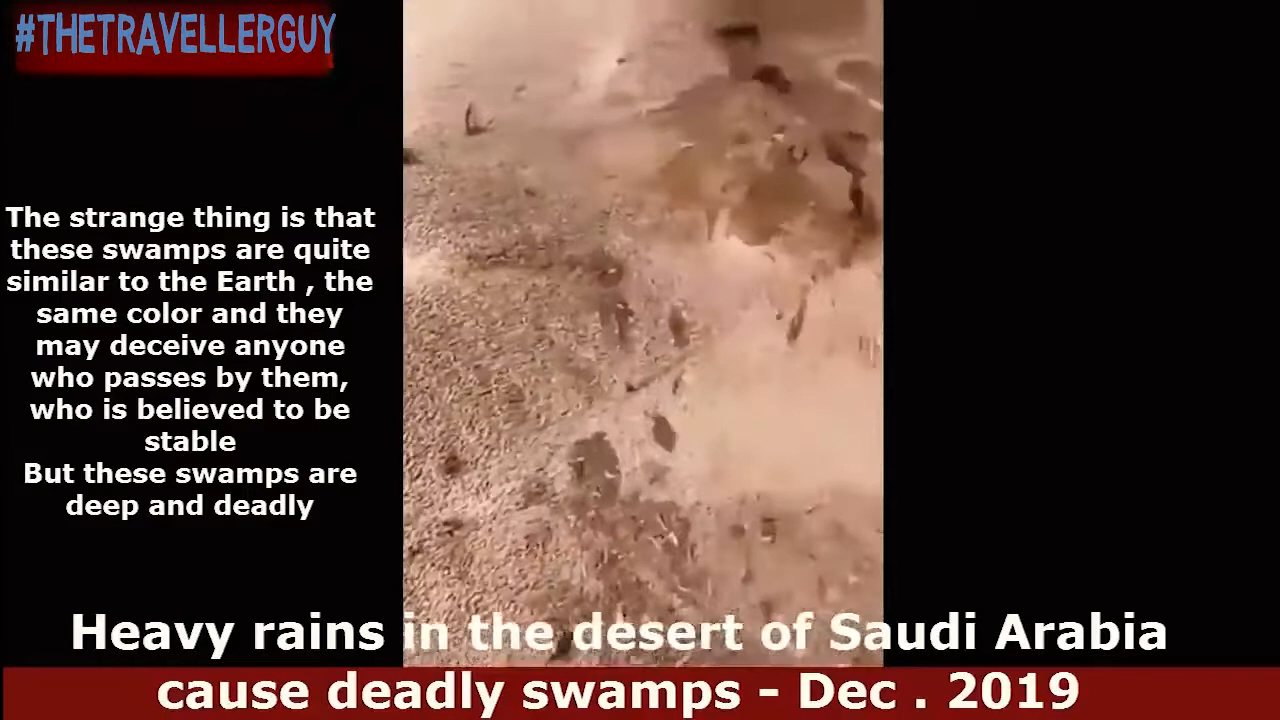 #THETRAVELLERGUY
The strange thing is that
these swamps are quite
similar to the Earth , the
same color and they
may deceive anyone
who passes by them,
who is believed to be
stable
But these swamps are
deep and deadly
Heavy rains in the desert of Saudi Arabia
cause deadly swamps - Dec . 2019